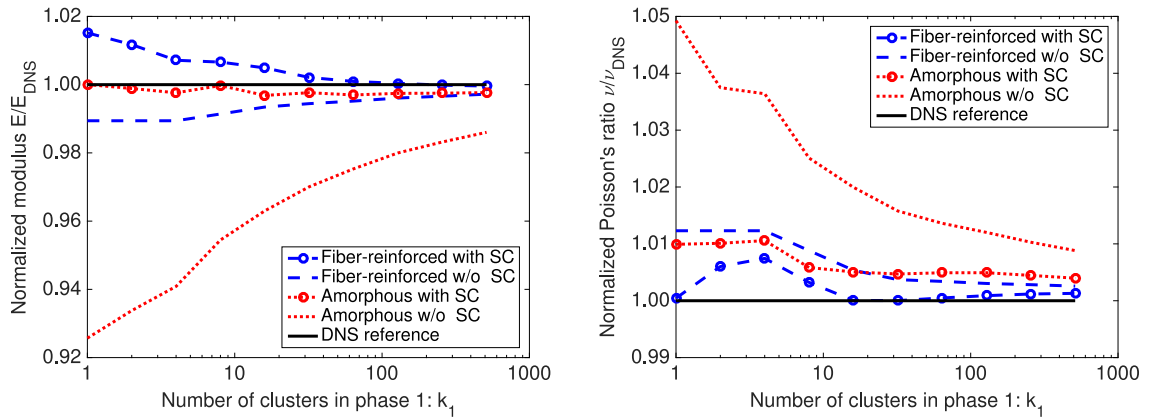 Normalized modulus E/E_DNS
1.02
1.00
0.98
0.96
0.94
0.92
Fiber-reinforced with SC
Fiber-reinforced w/o SC
Amorphous with SC
Amorphous w/o SC
DNS reference
1
10
100
1000
Number of clusters in phase 1: k_1
Normalized Poisson's ratio ν/ν_DNS
1.05
1.04
1.03
1.02
1.01
1.00
0.99
Fiber-reinforced with SC
Fiber-reinforced w/o SC
Amorphous with SC
Amorphous w/o SC
DNS reference
1
10
100
1000
Number of clusters in phase 1: k_1